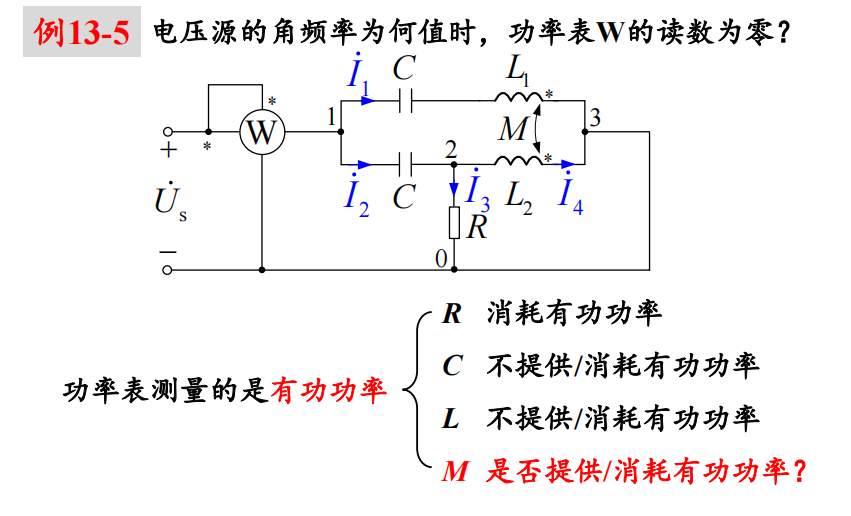 例13-5 电压源的角频率为何值时，功率表W的读数为零？
İ₁ C L₁ *
* W 1 M 3
+ * 2 *
U̇s İ₂ C İ₃ L₂ İ₄
R
− 0
R 消耗有功功率
C 不提供/消耗有功功率
功率表测量的是有功功率
L 不提供/消耗有功功率
M 是否提供/消耗有功功率？